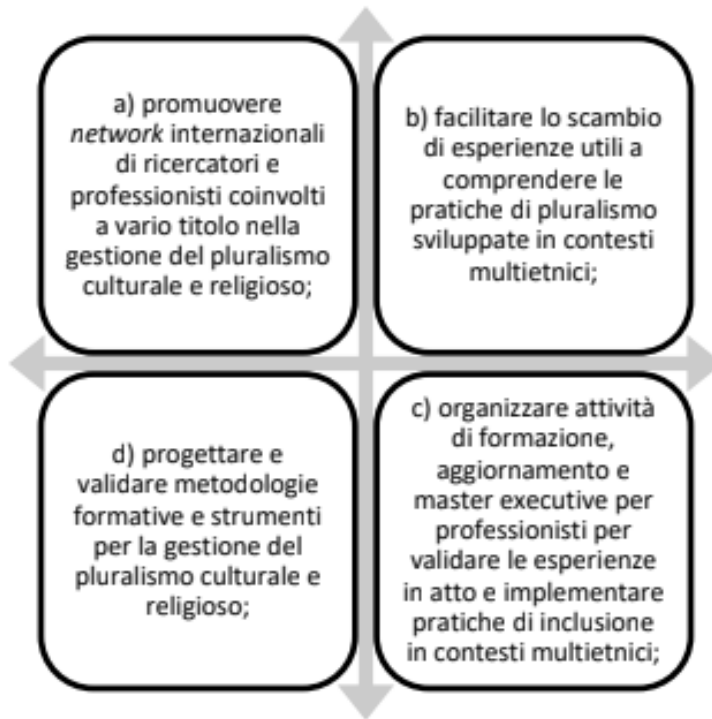 a) promuovere
network internazionali
di ricercatori e
professionisti coinvolti
a vario titolo nella
gestione del pluralismo
culturale e religioso;
b) facilitare lo scambio
di esperienze utili a
comprendere le
pratiche di pluralismo
sviluppate in contesti
multietnici;
c) organizzare attività
di formazione,
aggiornamento e
master executive per
professionisti per
validare le esperienze
in atto e implementare
pratiche di inclusione
in contesti multietnici;
d) progettare e
validare metodologie
formative e strumenti
per la gestione del
pluralismo culturale e
religioso;